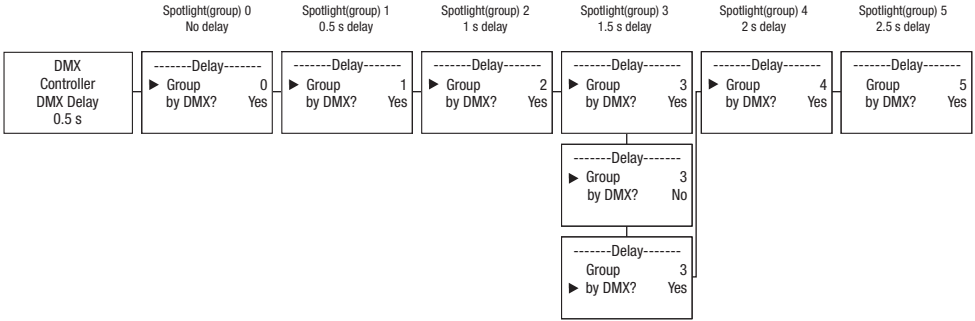 Spotlight(group) 0
No delay
Spotlight(group) 1
0.5 s delay
Spotlight(group) 2
1 s delay
Spotlight(group) 3
1.5 s delay
Spotlight(group) 4
2 s delay
Spotlight(group) 5
2.5 s delay
DMX
Controller
DMX Delay
0.5 s
-------Delay-------
▶ Group 0
by DMX? Yes
-------Delay-------
▶ Group 1
by DMX? Yes
-------Delay-------
▶ Group 2
by DMX? Yes
-------Delay-------
▶ Group 3
by DMX? Yes
-------Delay-------
▶ Group 4
by DMX? Yes
-------Delay-------
Group 5
by DMX? Yes
-------Delay-------
▶ Group 3
by DMX? No
-------Delay-------
Group 3
▶ by DMX? Yes